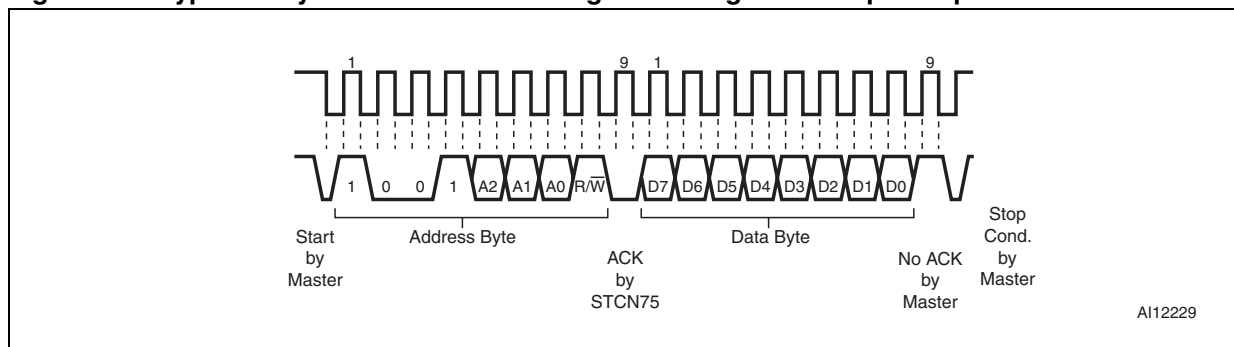 1 9 1 9
1 0 0 1 A2 A1 A0 R/W̅ D7 D6 D5 D4 D3 D2 D1 D0
Start
by
Master
Address Byte
ACK
by
STCN75
Data Byte
No ACK
by
Master
Stop
Cond.
by
Master
AI12229